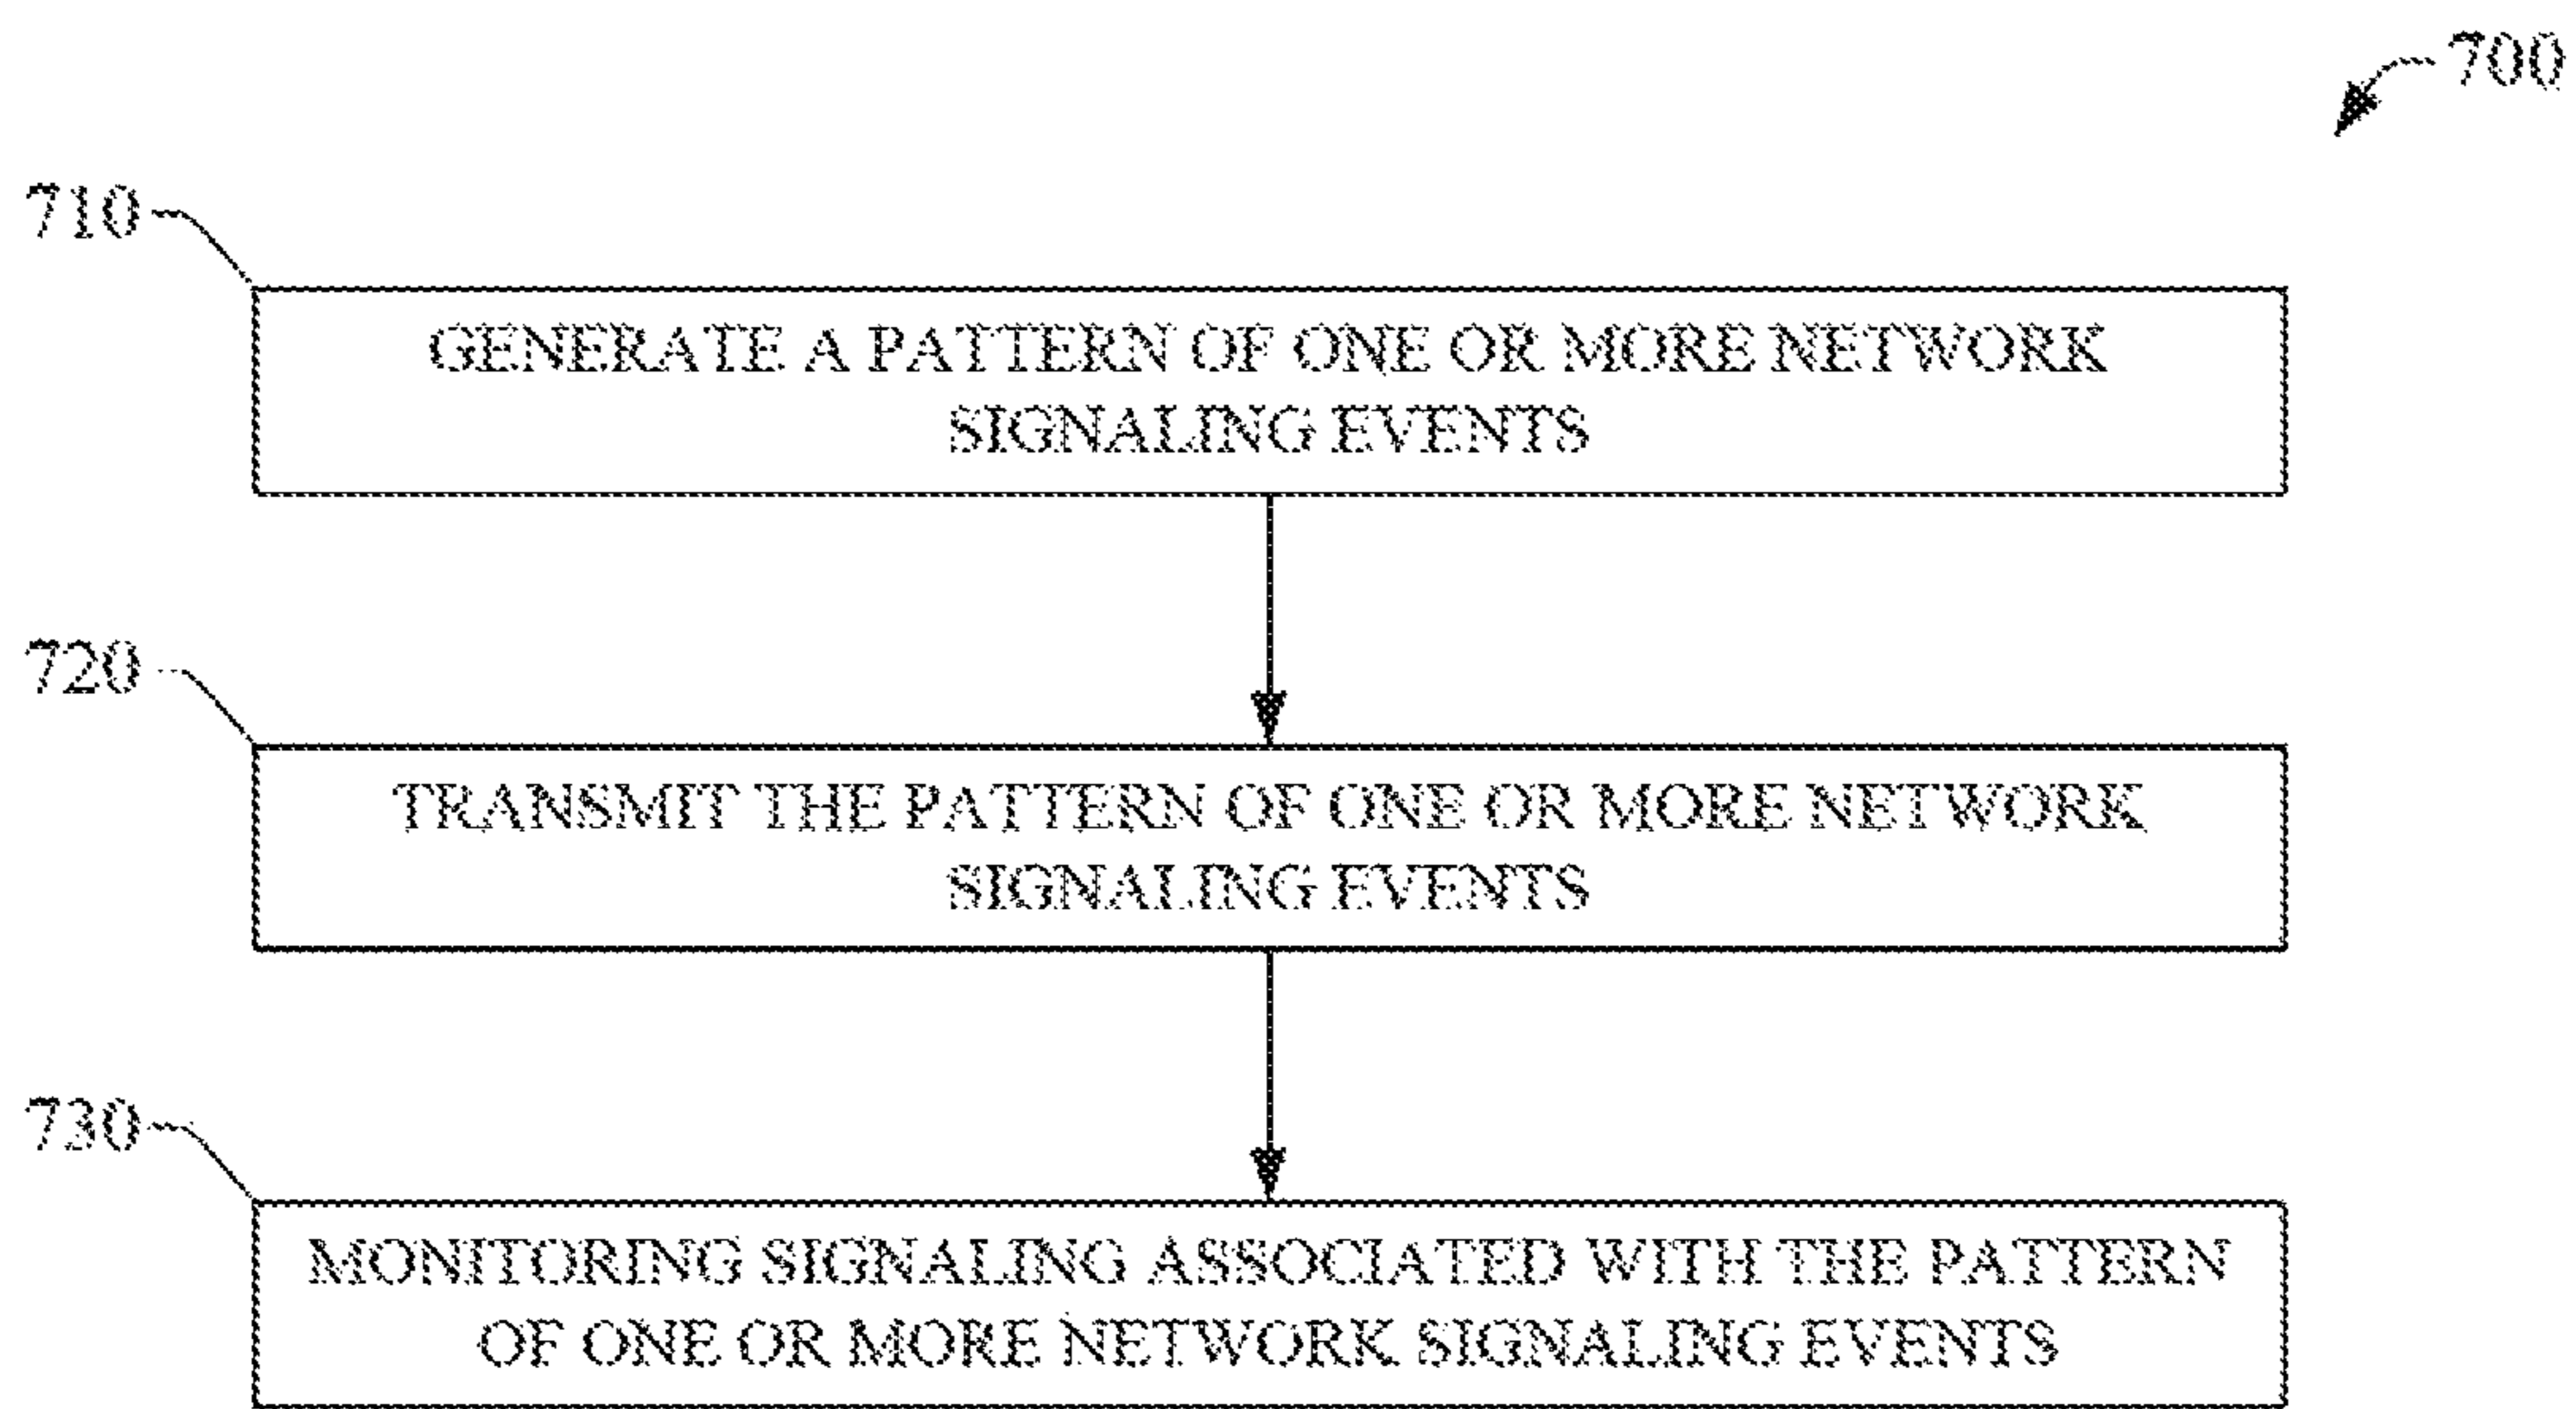 700
710
GENERATE A PATTERN OF ONE OR MORE NETWORK
SIGNALING EVENTS
720
TRANSMIT THE PATTERN OF ONE OR MORE NETWORK
SIGNALING EVENTS
730
MONITORING SIGNALING ASSOCIATED WITH THE PATTERN
OF ONE OR MORE NETWORK SIGNALING EVENTS